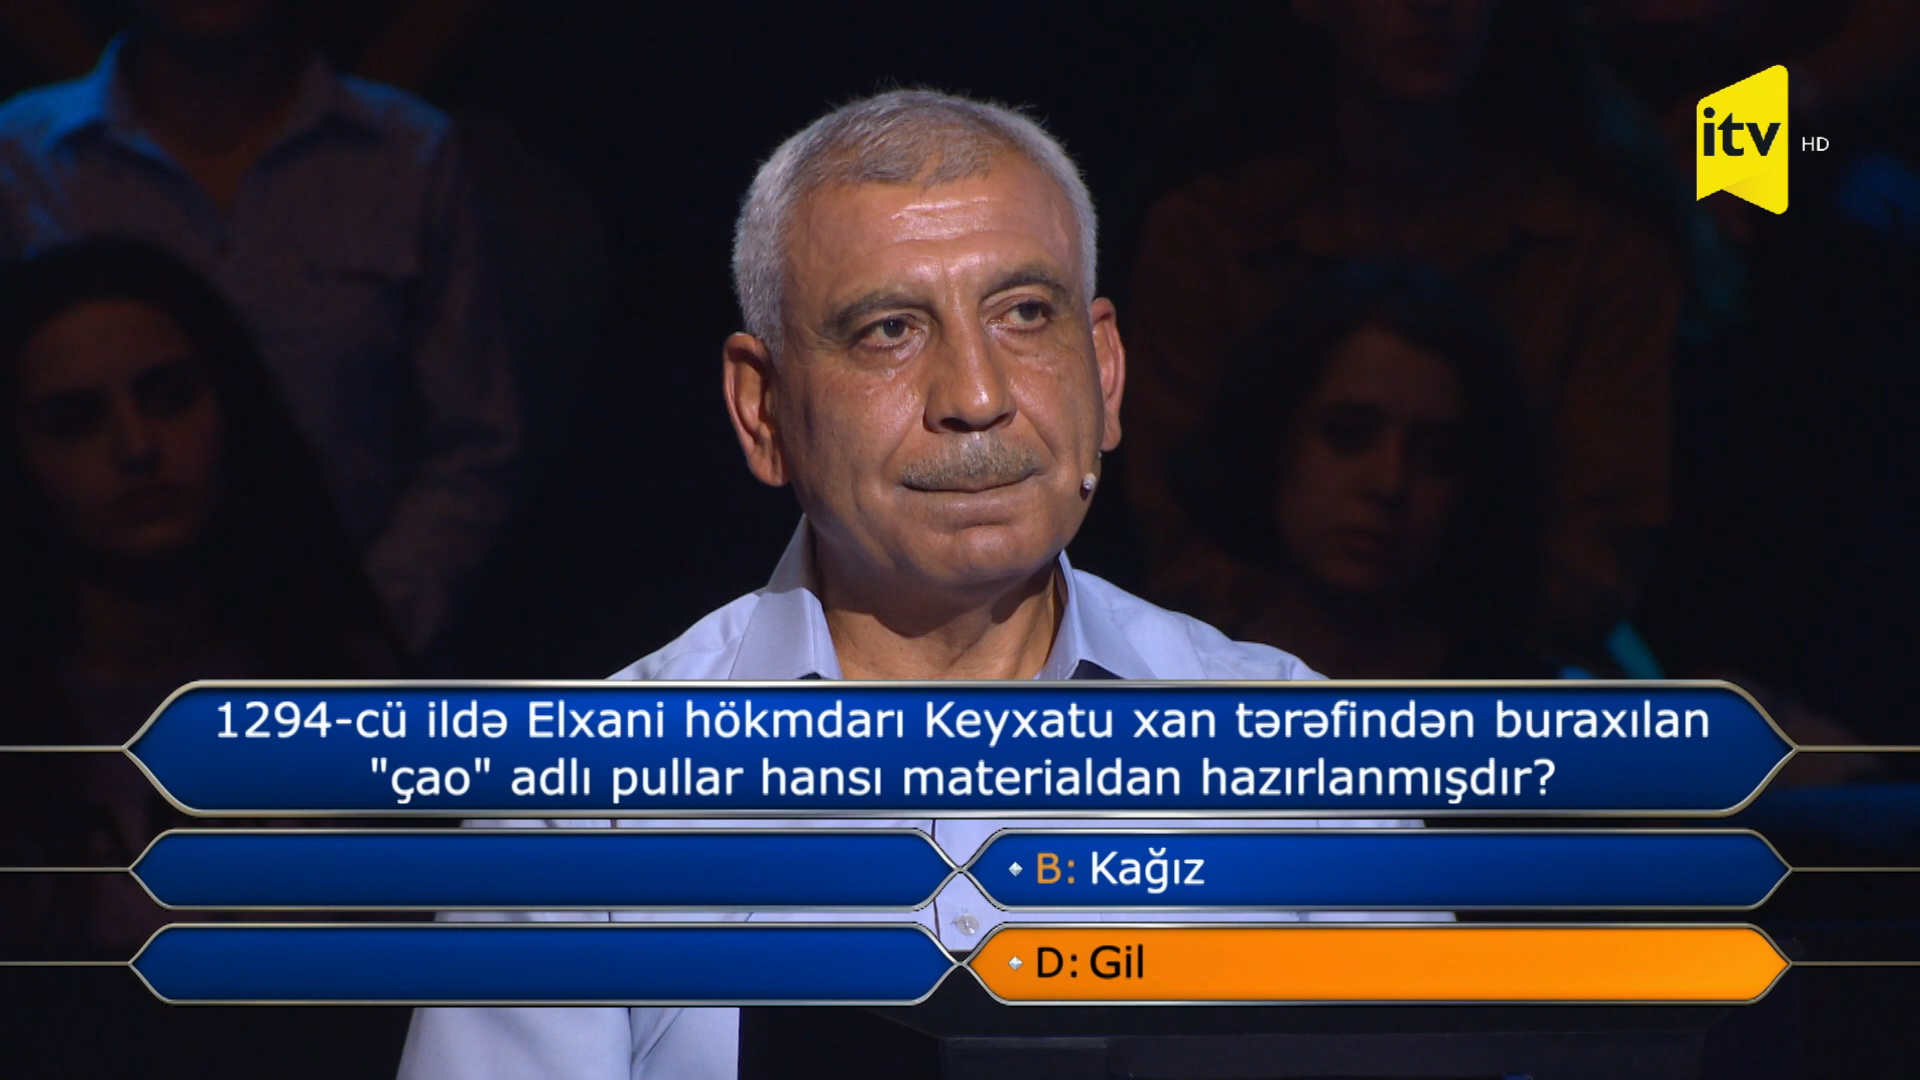 itv HD
1294-cü ildə Elxani hökmdarı Keyxatu xan tərəfindən buraxılan
"çao" adlı pullar hansı materialdan hazırlanmışdır?
B: Kağız
D: Gil